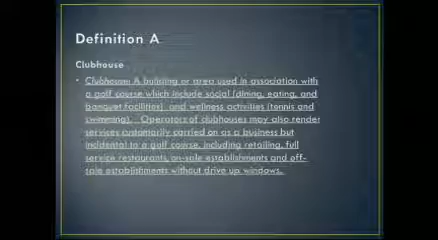 Definition A
Clubhouse
• Clubhouse: A building or area used in association with
a golf course which include social (dining, eating, and
banquet facilities) and wellness activities (tennis and
swimming). Operators of clubhouses may also render
services customarily carried on as a business but
incidental to a golf course, including retailing, full
service restaurants, on-sale establishments and off-
sale establishments without drive up windows.